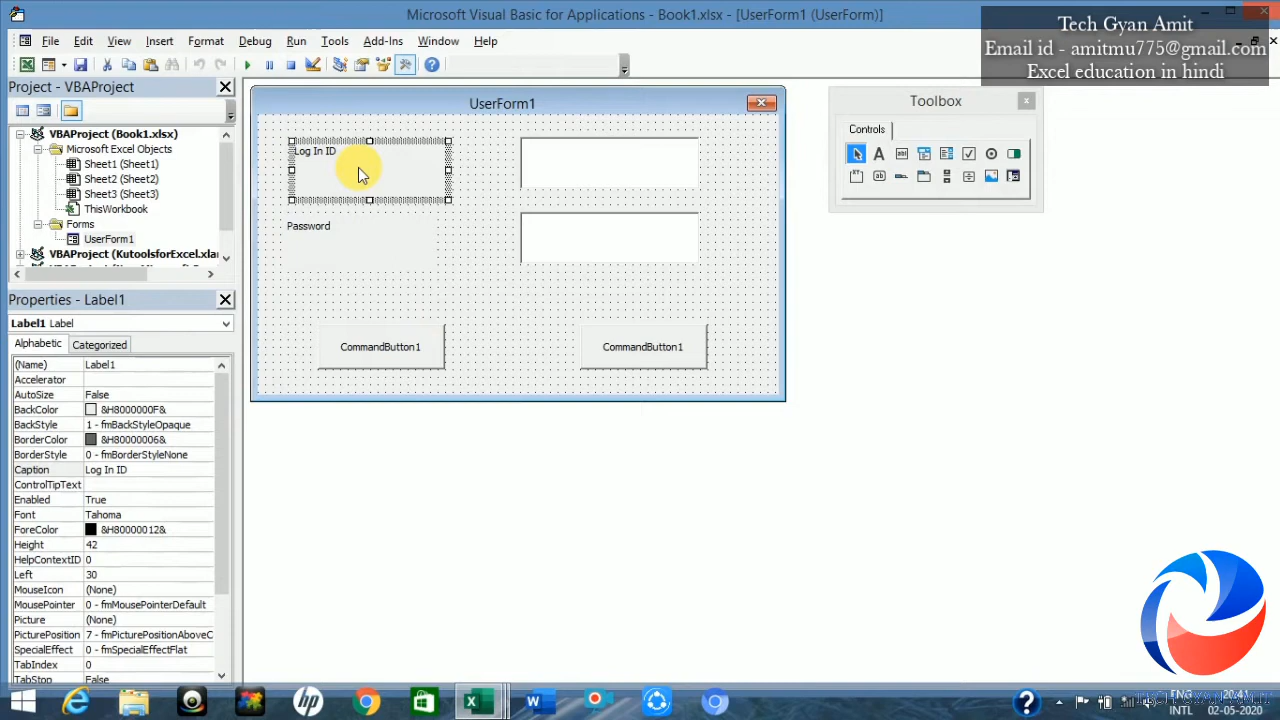 Microsoft Visual Basic for Applications - Book1.xlsx - [UserForm1 (UserForm)]
Tech Gyan Amit
Email id - amitmu775@gmail.com
Excel education in hindi
File Edit View Insert Format Debug Run Tools Add-Ins Window Help
Project - VBAProject
VBAProject (Book1.xlsx)
Microsoft Excel Objects
Sheet1 (Sheet1)
Sheet2 (Sheet2)
Sheet3 (Sheet3)
ThisWorkbook
Forms
UserForm1
VBAProject (KutoolsforExcel.xlan
UserForm1
Log In ID
Password
CommandButton1
CommandButton1
Toolbox
Controls
Properties - Label1
Label1 Label
Alphabetic Categorized
(Name) Label1
Accelerator
AutoSize False
BackColor &H8000000F&
BackStyle 1 - fmBackStyleOpaque
BorderColor &H80000006&
BorderStyle 0 - fmBorderStyleNone
Caption Log In ID
ControlTipText
Enabled True
Font Tahoma
ForeColor &H80000012&
Height 42
HelpContextID 0
Left 30
MouseIcon (None)
MousePointer 0 - fmMousePointerDefault
Picture (None)
PicturePosition 7 - fmPicturePositionAboveC
SpecialEffect 0 - fmSpecialEffectFlat
TabIndex 0
TabStop False
ENG 20:41
INTL 02-05-2020